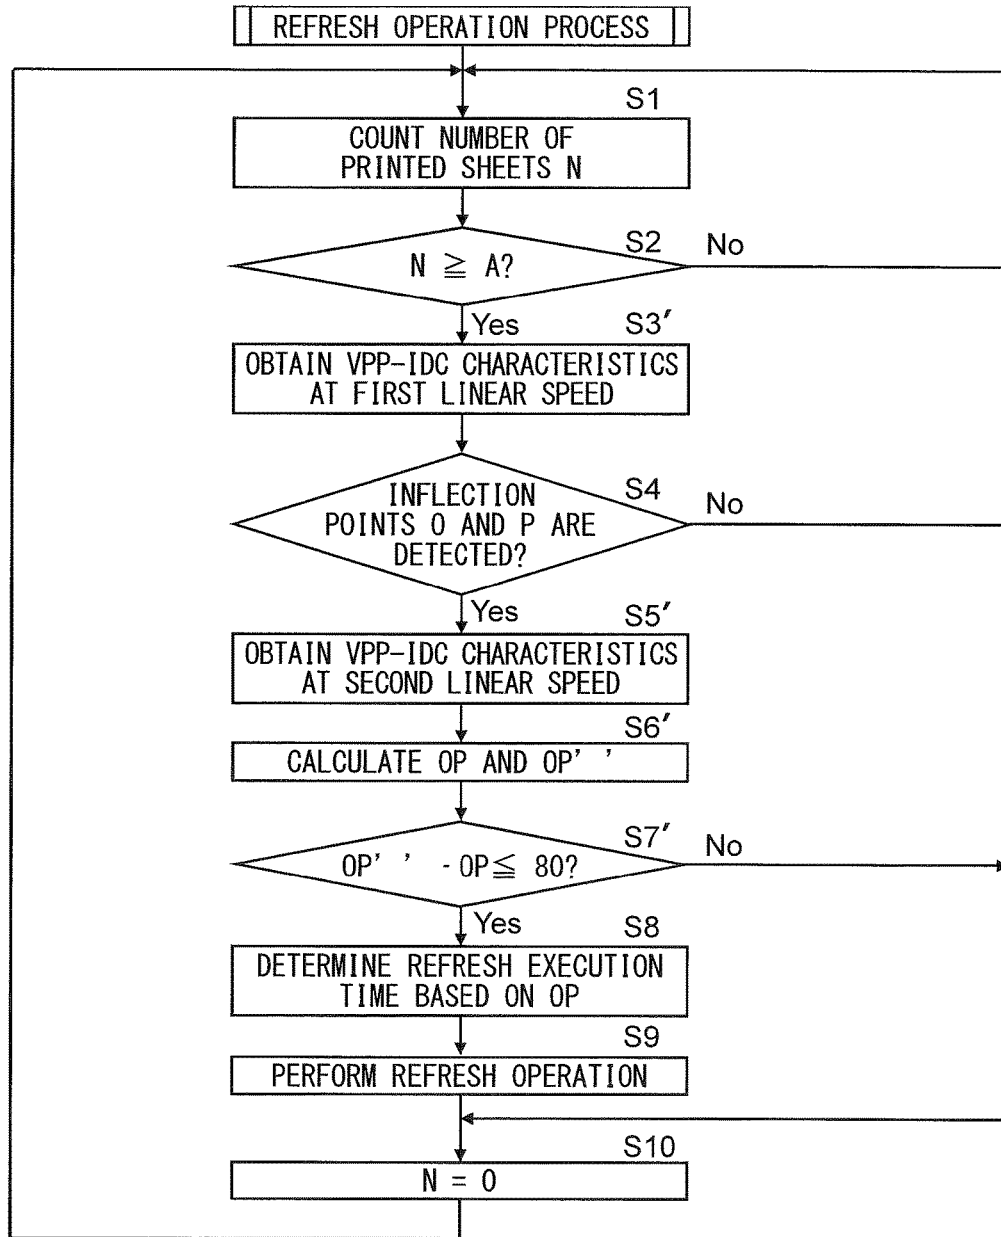 REFRESH OPERATION PROCESS
S1
COUNT NUMBER OF
PRINTED SHEETS N
S2
No
N ≧ A?
Yes
S3′
OBTAIN VPP-IDC CHARACTERISTICS
AT FIRST LINEAR SPEED
S4
No
INFLECTION
POINTS O AND P ARE
DETECTED?
Yes
S5′
OBTAIN VPP-IDC CHARACTERISTICS
AT SECOND LINEAR SPEED
S6′
CALCULATE OP AND OP' '
S7′
No
OP' ' - OP≦ 80?
Yes
S8
DETERMINE REFRESH EXECUTION
TIME BASED ON OP
S9
PERFORM REFRESH OPERATION
S10
N = 0